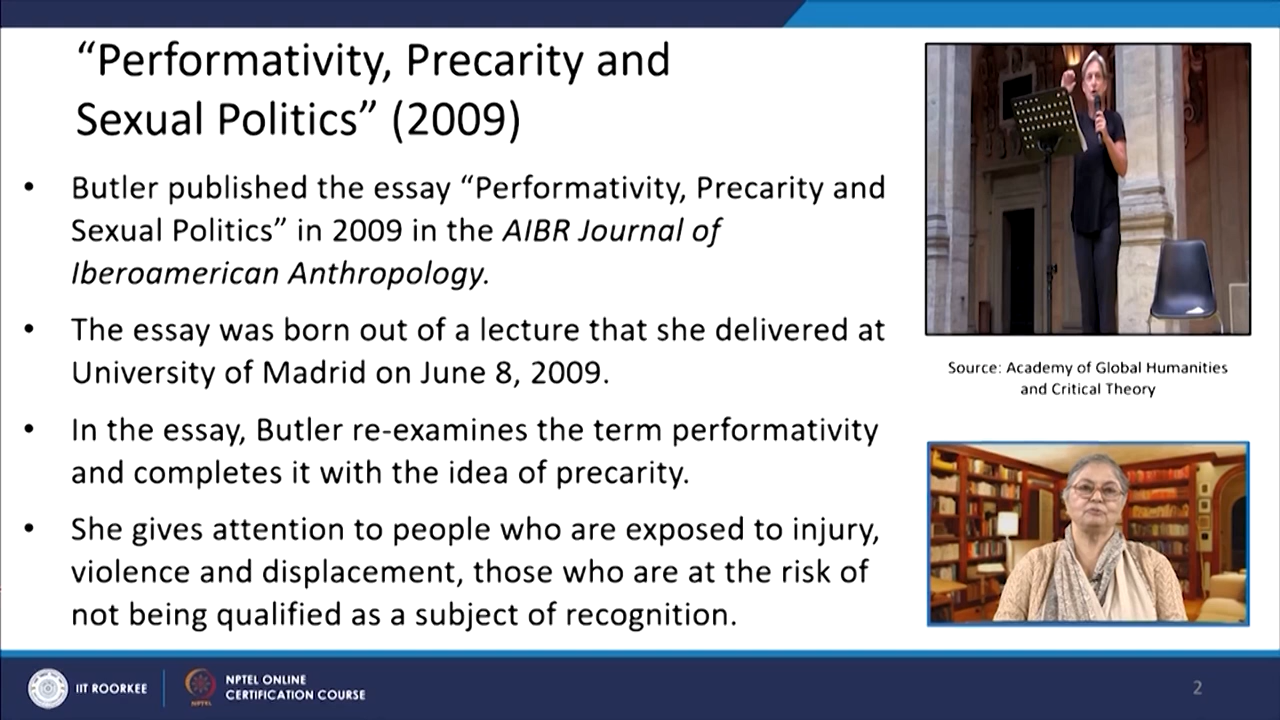 “Performativity, Precarity and
Sexual Politics” (2009)
• Butler published the essay “Performativity, Precarity and
Sexual Politics” in 2009 in the AIBR Journal of
Iberoamerican Anthropology.
• The essay was born out of a lecture that she delivered at
University of Madrid on June 8, 2009.
• In the essay, Butler re-examines the term performativity
and completes it with the idea of precarity.
• She gives attention to people who are exposed to injury,
violence and displacement, those who are at the risk of
not being qualified as a subject of recognition.
Source: Academy of Global Humanities
and Critical Theory
IIT ROORKEE
NPTEL
NPTEL ONLINE
CERTIFICATION COURSE
2